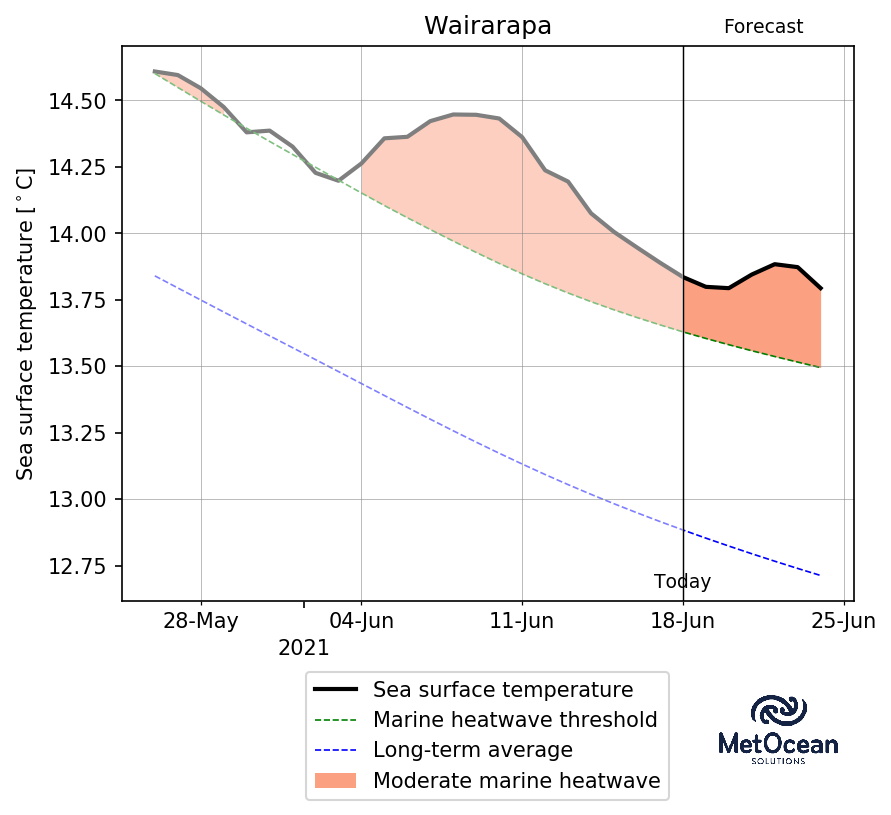 Wairarapa
Forecast
Sea surface temperature [°C]
14.50
14.25
14.00
13.75
13.50
13.25
13.00
12.75
Today
28-May
04-Jun
11-Jun
18-Jun
25-Jun
2021
Sea surface temperature
Marine heatwave threshold
Long-term average
Moderate marine heatwave
MetOcean
SOLUTIONS